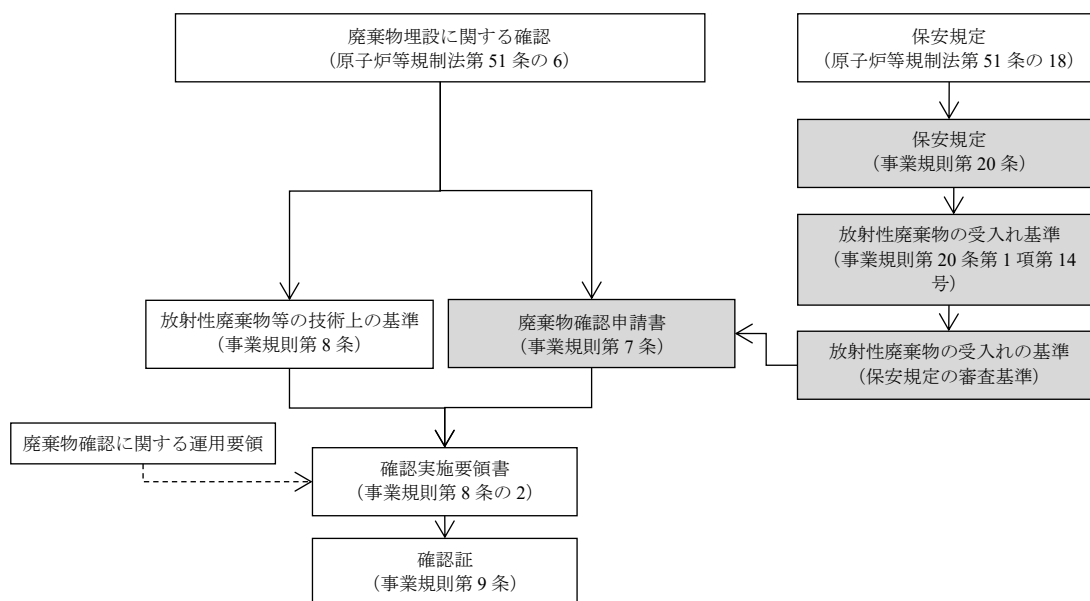 廃棄物埋設に関する確認
（原子炉等規制法第 51 条の 6）
保安規定
（原子炉等規制法第 51 条の 18）
保安規定
（事業規則第 20 条）
放射性廃棄物の受入れ基準
（事業規則第 20 条第 1 項第 14
号）
放射性廃棄物等の技術上の基準
（事業規則第 8 条）
廃棄物確認申請書
（事業規則第 7 条）
放射性廃棄物の受入れの基準
（保安規定の審査基準）
廃棄物確認に関する運用要領
確認実施要領書
（事業規則第 8 条の 2）
確認証
（事業規則第 9 条）